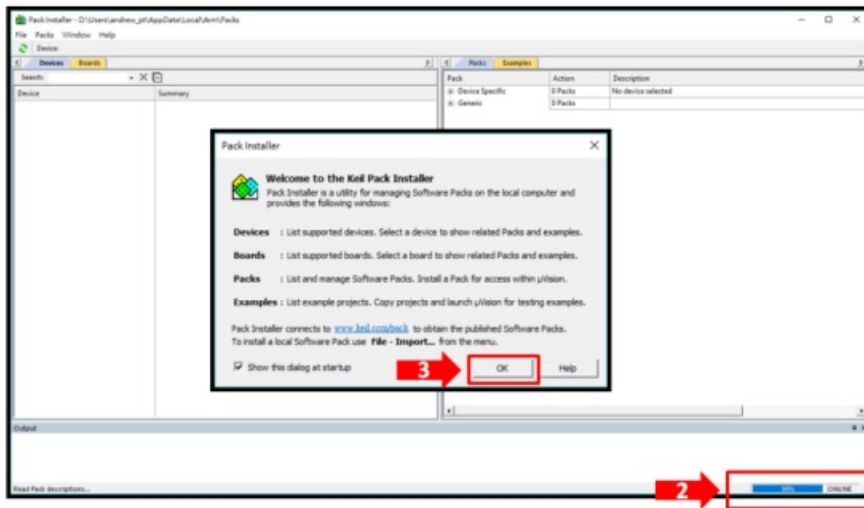 Pack Installer - D:\Users\andrew_pt\AppData\Local\Arm\Packs
File Packs Window Help
Device:
Devices Boards
Search:
Device Summary
Packs Examples
Pack Action Description
Device Specific 0 Packs No device selected
Generic 0 Packs
Pack Installer
Welcome to the Keil Pack Installer
Pack Installer is a utility for managing Software Packs on the local computer and
provides the following windows:
Devices : List supported devices. Select a device to show related Packs and examples.
Boards : List supported boards. Select a board to show related Packs and examples.
Packs : List and manage Software Packs. Install a Pack for access within µVision.
Examples : List example projects. Copy projects and launch µVision for testing examples.
Pack Installer connects to www.keil.com/pack to obtain the published Software Packs.
To install a local Software Pack use File - Import... from the menu.
Show this dialog at startup
3
OK Help
Output
Read Pack descriptions...
2
ONLINE